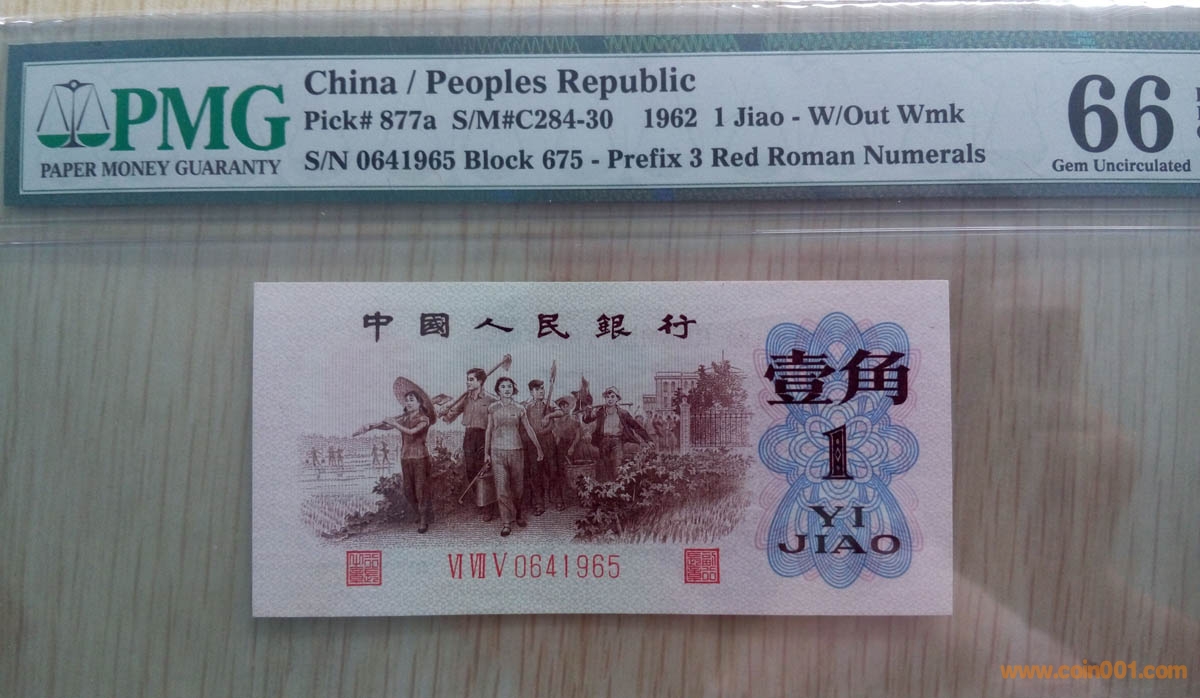 PMG
PAPER MONEY GUARANTY
China / Peoples Republic
Pick# 877a S/M#C284-30 1962 1 Jiao - W/Out Wmk
S/N 0641965 Block 675 - Prefix 3 Red Roman Numerals
66
Gem Uncirculated
中國人民銀行
壹角
1
YI
JIAO
VI VII V 0641965
www.coin001.com